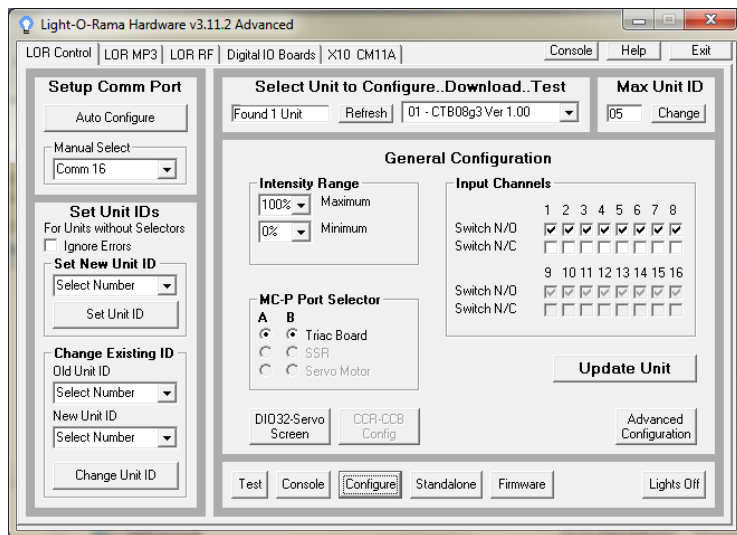 Light-O-Rama Hardware v3.11.2 Advanced
LOR Control LOR MP3 LOR RF Digital IO Boards X10 CM11A Console Help Exit
Setup Comm Port
Auto Configure
Manual Select
Comm 16
Set Unit IDs
For Units without Selectors
Ignore Errors
Set New Unit ID
Select Number
Set Unit ID
Change Existing ID
Old Unit ID
Select Number
New Unit ID
Select Number
Change Unit ID
Select Unit to Configure..Download..Test
Found 1 Unit Refresh 01 - CTB08g3 Ver 1.00
Max Unit ID
05 Change
General Configuration
Intensity Range
100% Maximum
0% Minimum
Input Channels
1 2 3 4 5 6 7 8
Switch N/O
Switch N/C
9 10 11 12 13 14 15 16
Switch N/O
Switch N/C
MC-P Port Selector
A B
Triac Board
SSR
Servo Motor
Update Unit
DIO32-Servo
Screen
CCR-CCB
Config
Advanced
Configuration
Test Console Configure Standalone Firmware Lights Off